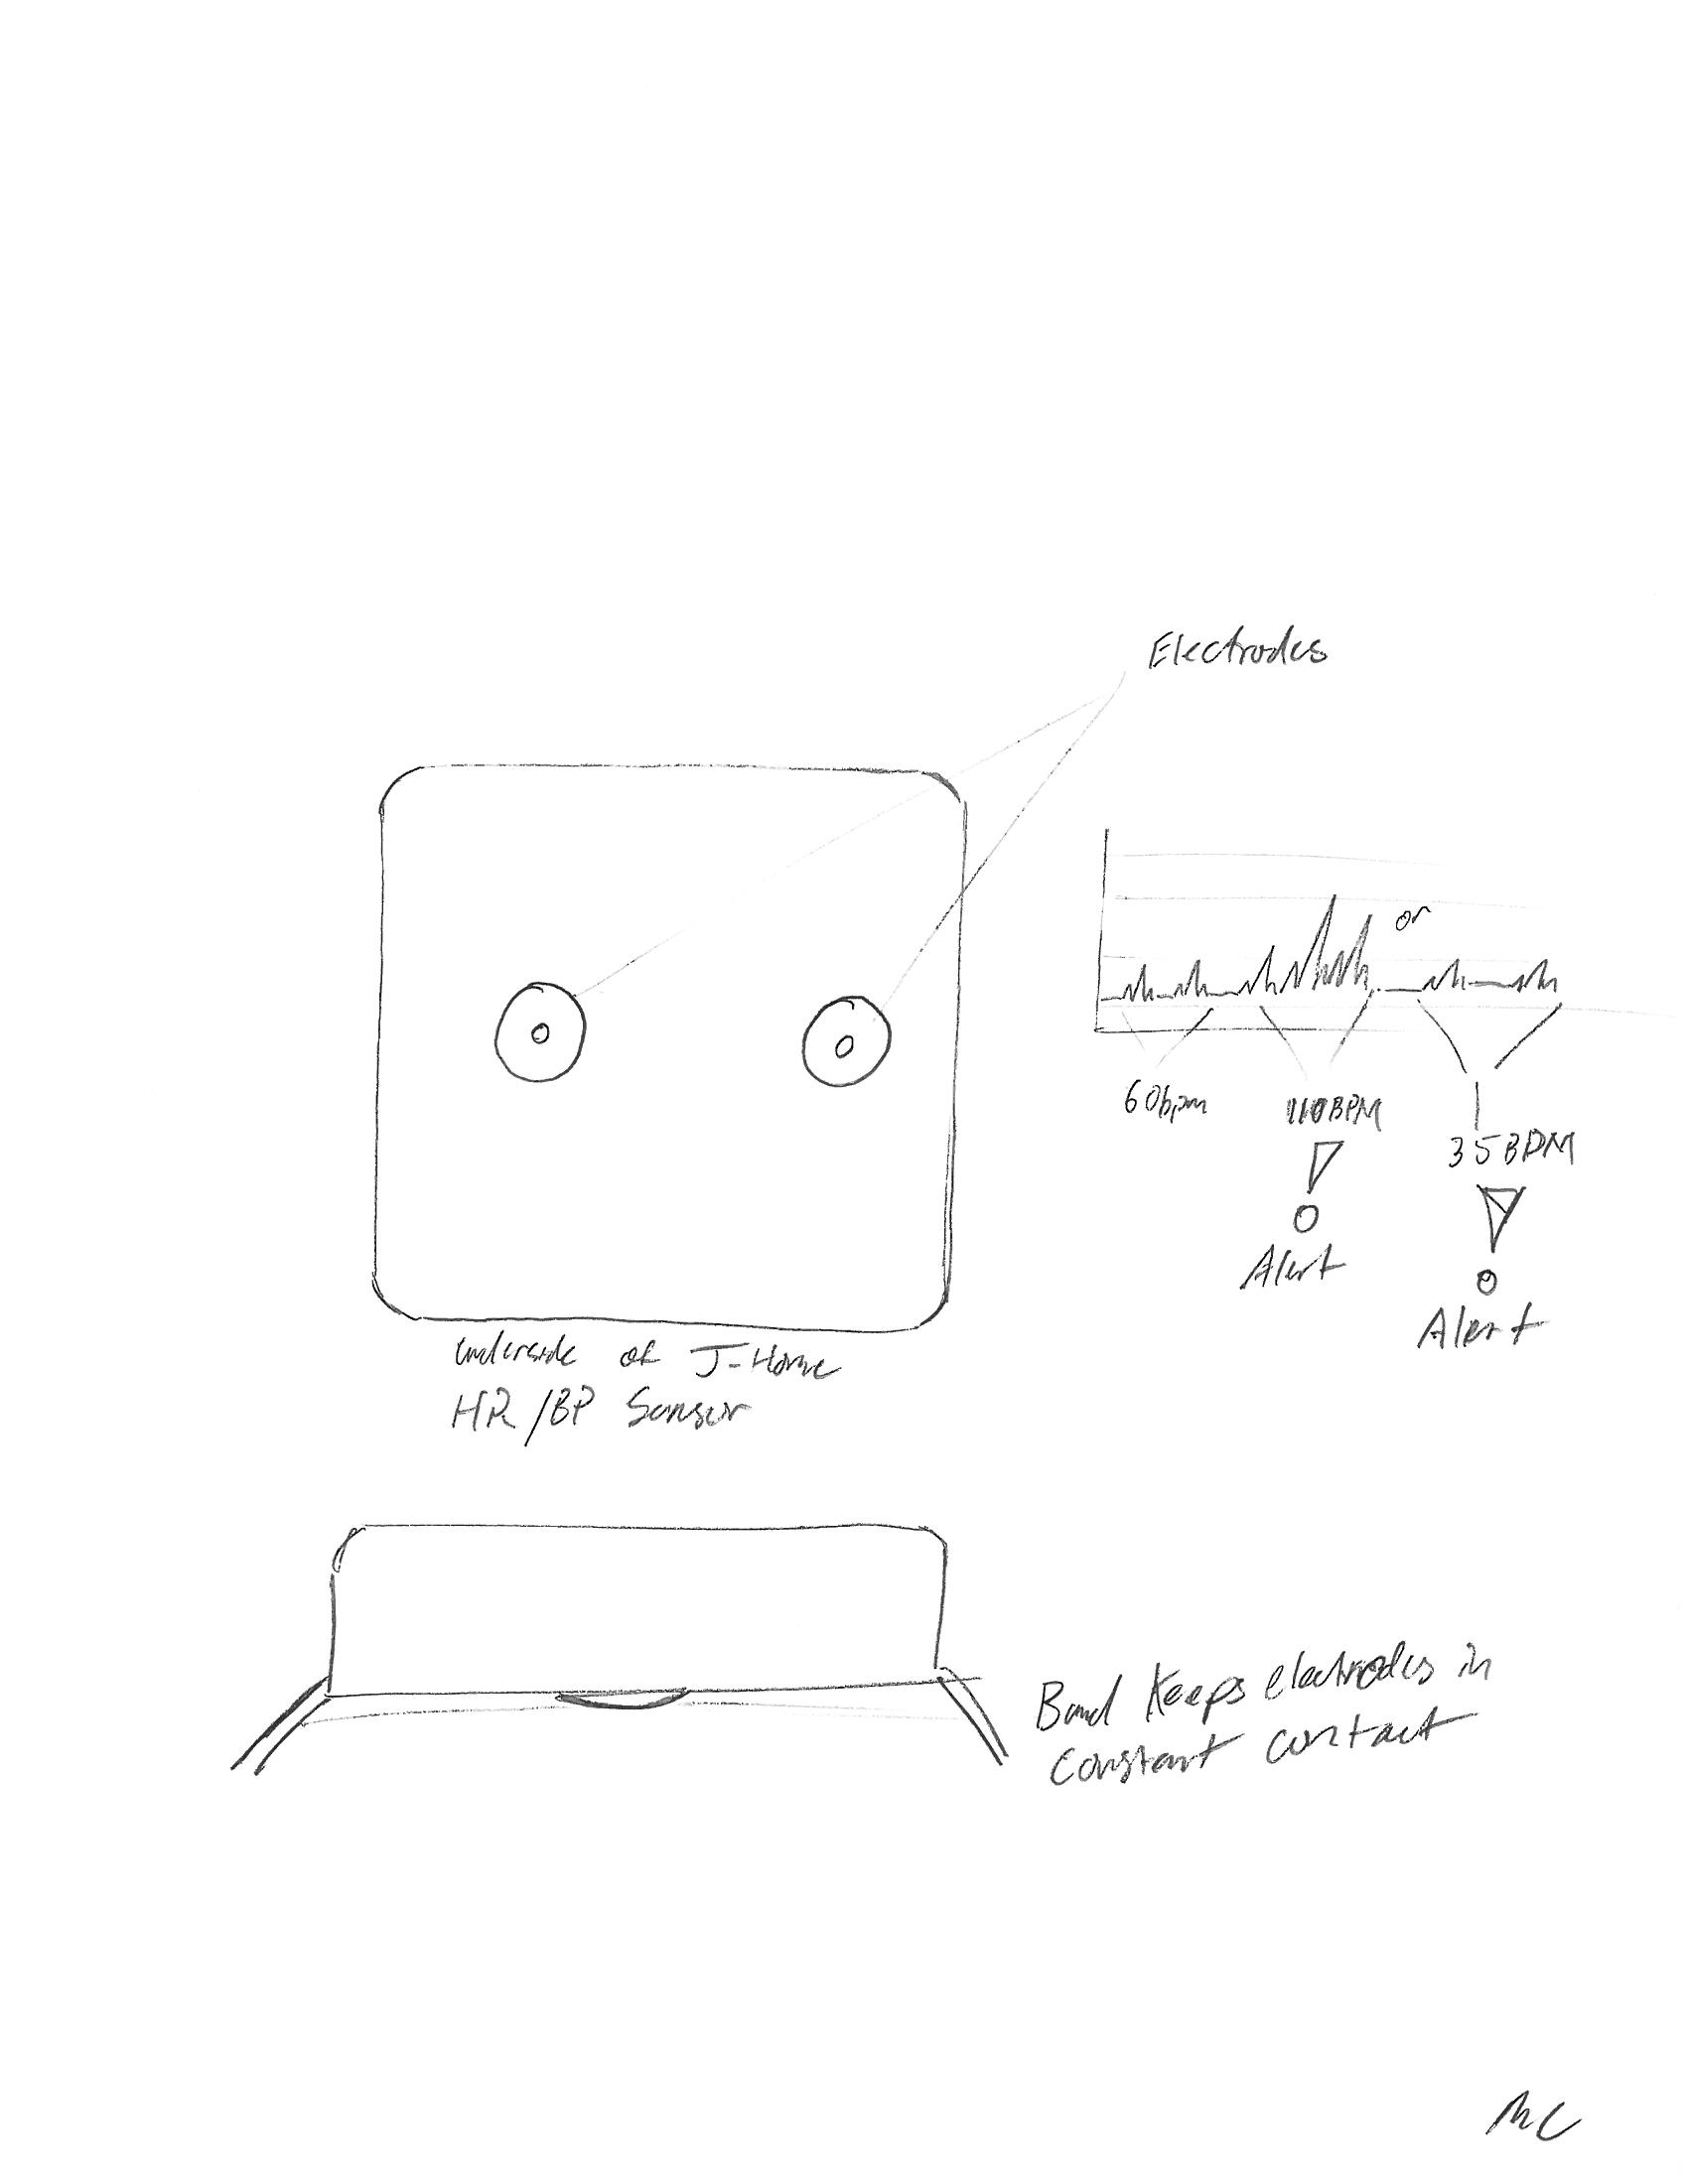 Electrodes
or
60bpm
110BPM
35BPM
Alert
Alert
underside of J-Home
HR/BP Sensor
Band Keeps electrodes in
constant contact
MC